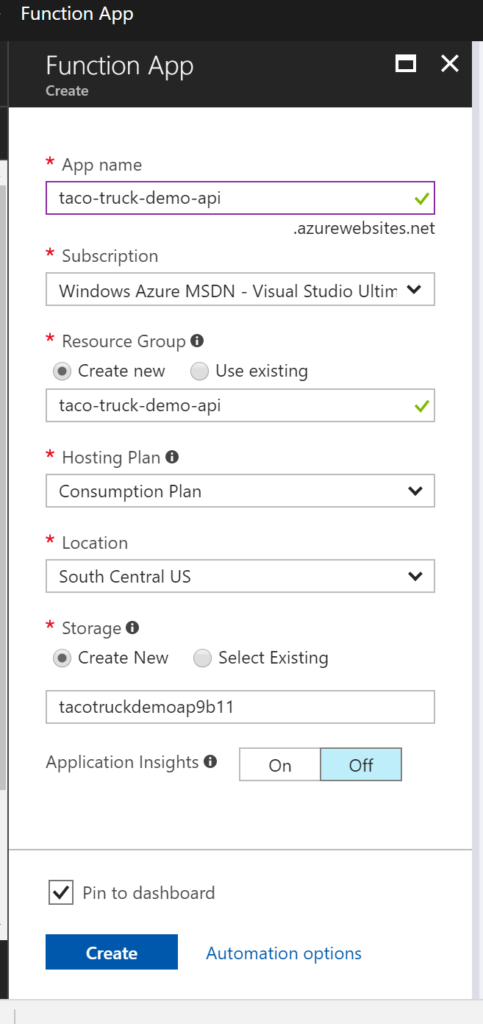 Function App
Function App
Create
* App name
taco-truck-demo-api
.azurewebsites.net
* Subscription
Windows Azure MSDN - Visual Studio Ultim
* Resource Group
Create new Use existing
taco-truck-demo-api
* Hosting Plan
Consumption Plan
* Location
South Central US
* Storage
Create New Select Existing
tacotruckdemoap9b11
Application Insights On Off
Pin to dashboard
Create Automation options